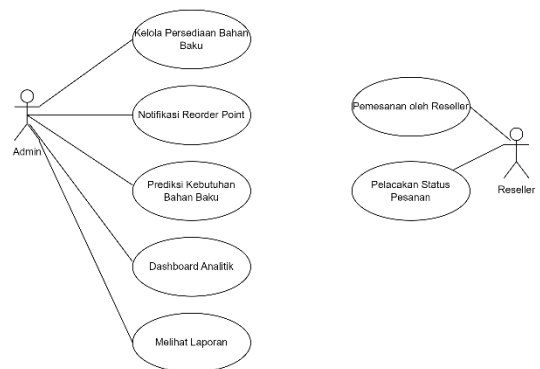 Kelola Persediaan Bahan
Baku
Notifikasi Reorder Point
Admin
Prediksi Kebutuhan
Bahan Baku
Dashboard Analitik
Melihat Laporan
Pemesanan oleh Reseller
Pelacakan Status
Pesanan
Reseller